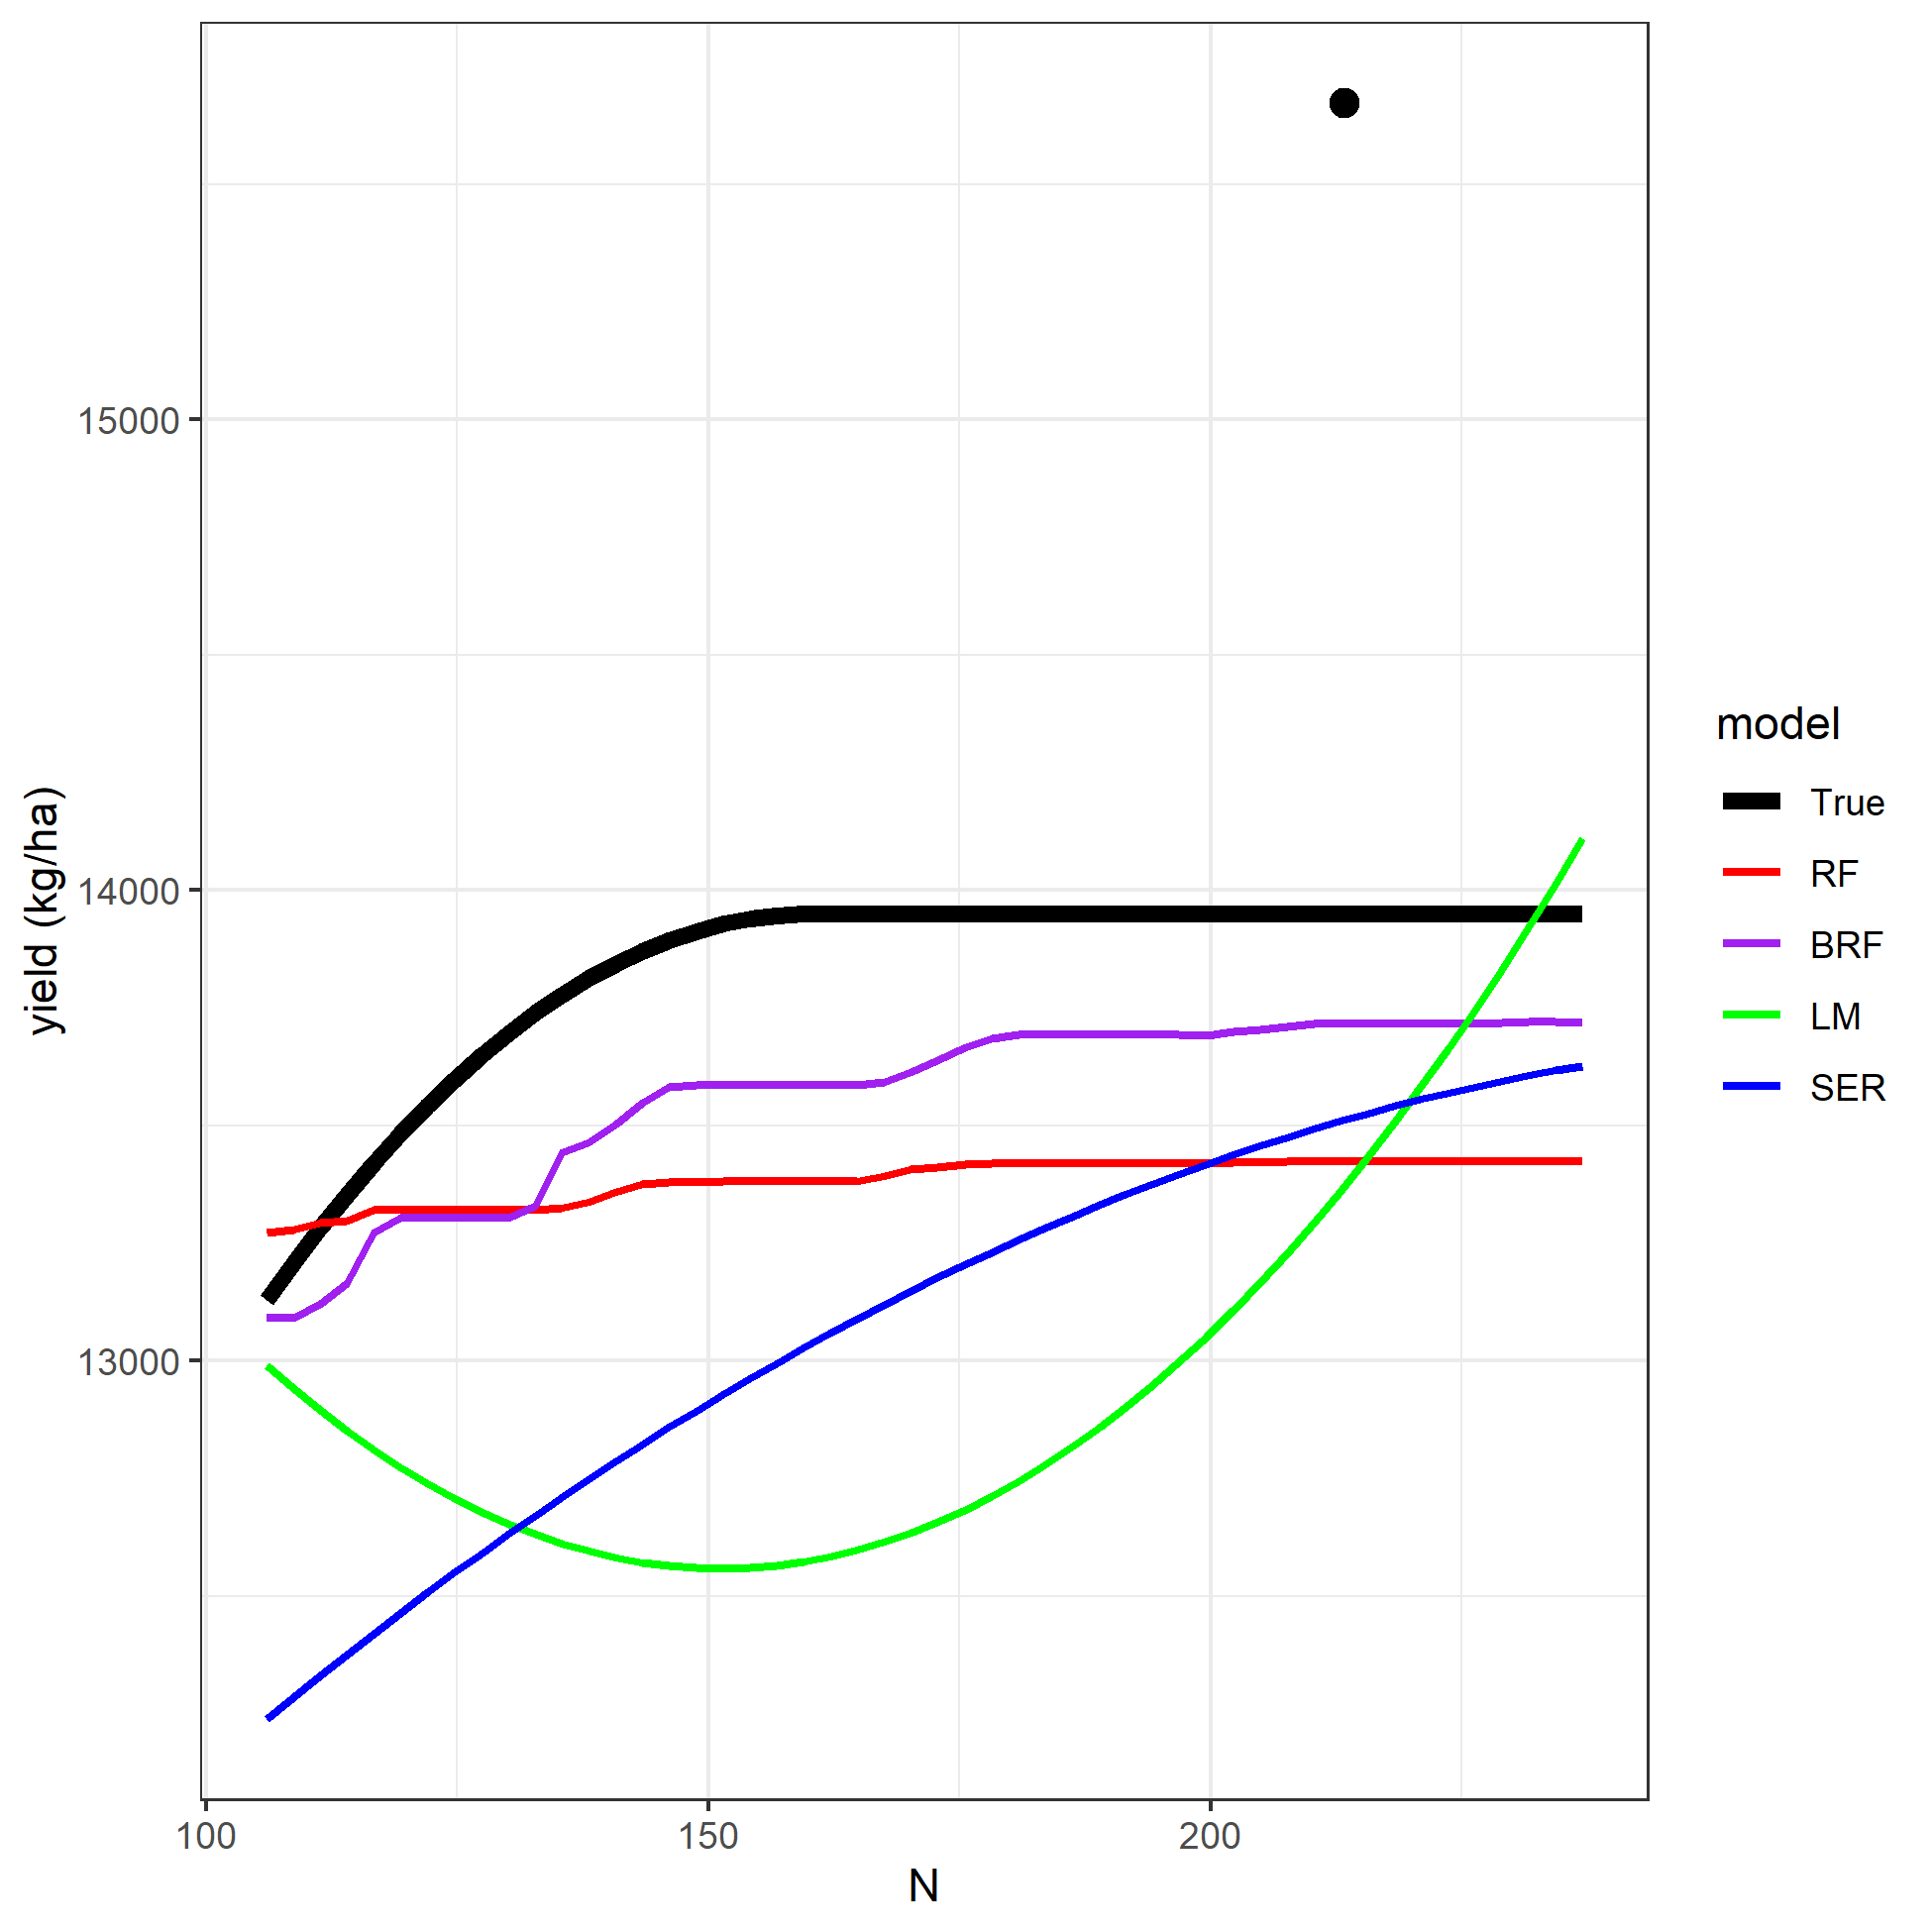 yield (kg/ha)
15000
14000
13000
100
150
200
N
model
True
RF
BRF
LM
SER